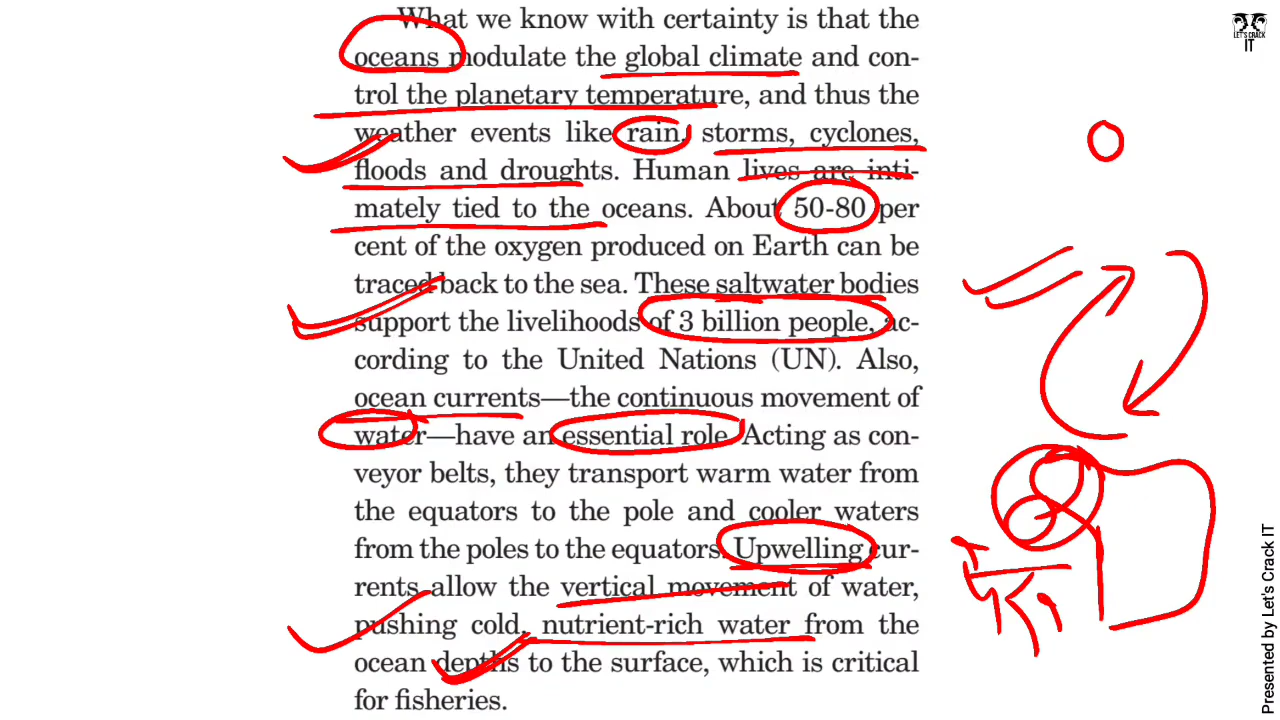 What we know with certainty is that the
oceans modulate the global climate and con-
trol the planetary temperature, and thus the
weather events like rain, storms, cyclones,
floods and droughts. Human lives are inti-
mately tied to the oceans. About 50-80 per
cent of the oxygen produced on Earth can be
traced back to the sea. These saltwater bodies
support the livelihoods of 3 billion people, ac-
cording to the United Nations (UN). Also,
ocean currents—the continuous movement of
water—have an essential role. Acting as con-
veyor belts, they transport warm water from
the equators to the pole and cooler waters
from the poles to the equators. Upwelling cur-
rents allow the vertical movement of water,
pushing cold, nutrient-rich water from the
ocean depths to the surface, which is critical
for fisheries.
LET'S CRACK
IT
Presented by Let's Crack IT